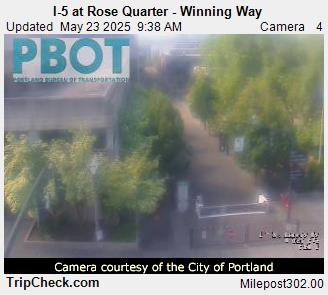 I-5 at Rose Quarter - Winning Way
Updated May 23 2025 9:38 AM Camera 4
PBOT
PORTLAND BUREAU OF TRANSPORTATION
Camera courtesy of the City of Portland
TripCheck.com Milepost302.00